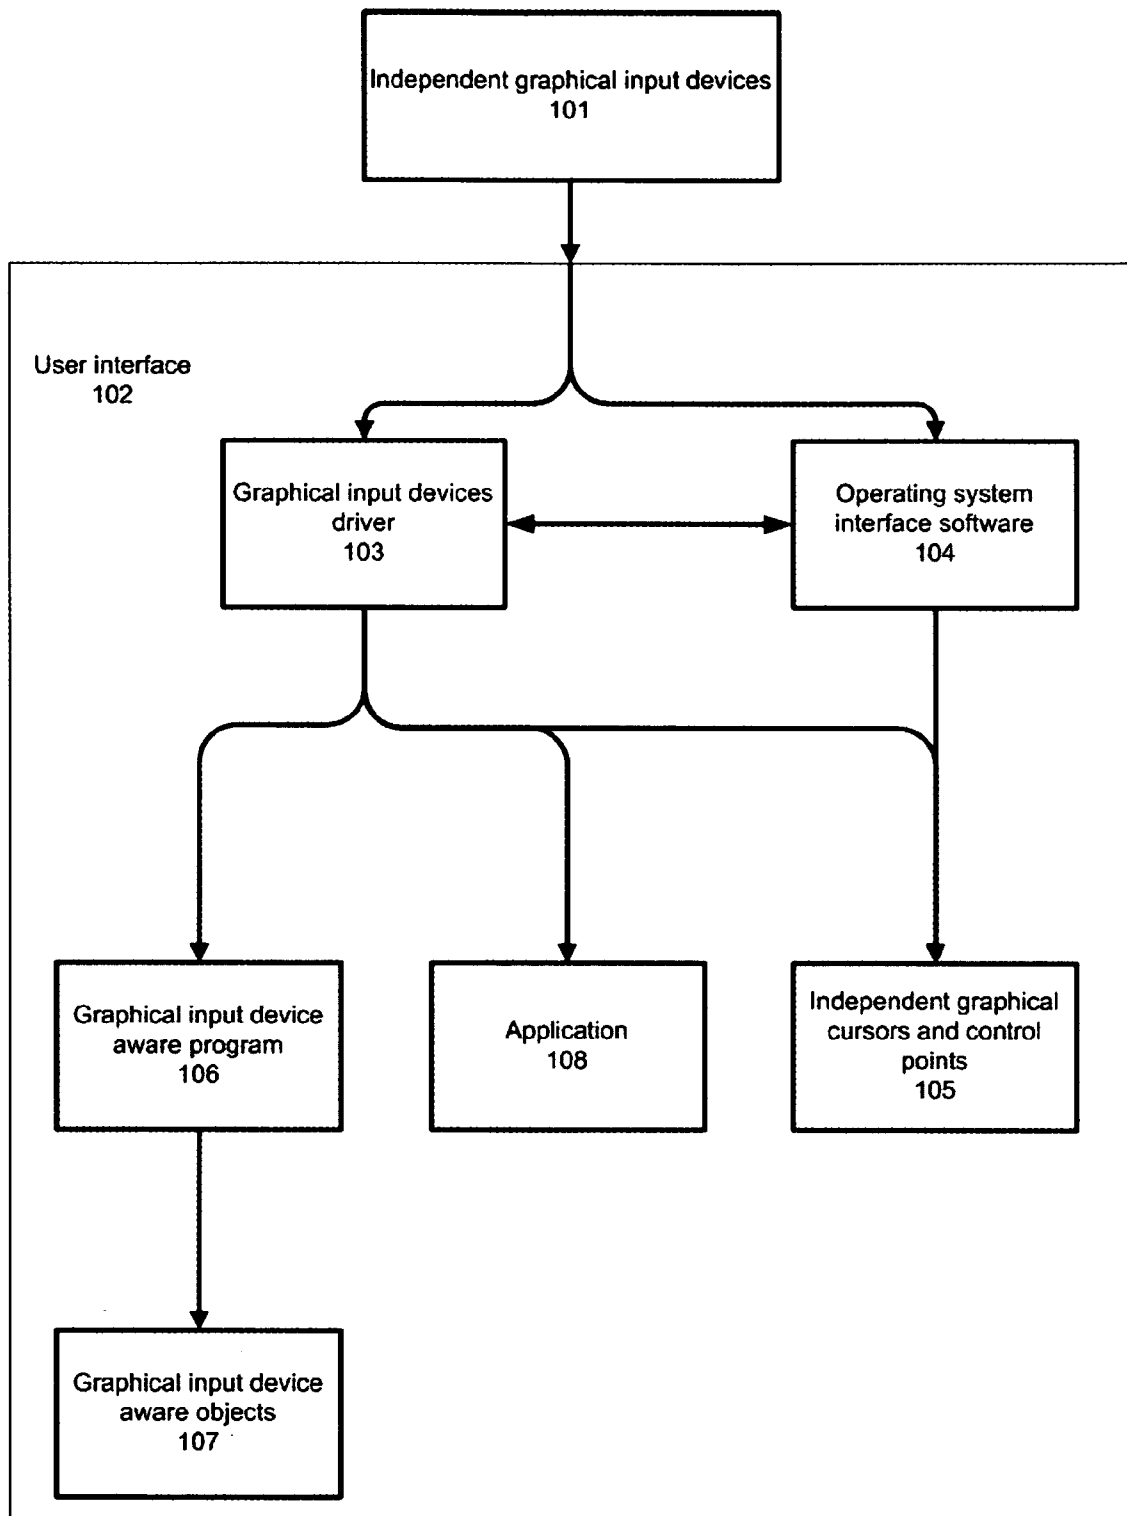 Independent graphical input devices
101
User interface
102
Graphical input devices
driver
103
Operating system
interface software
104
Graphical input device
aware program
106
Application
108
Independent graphical
cursors and control
points
105
Graphical input device
aware objects
107